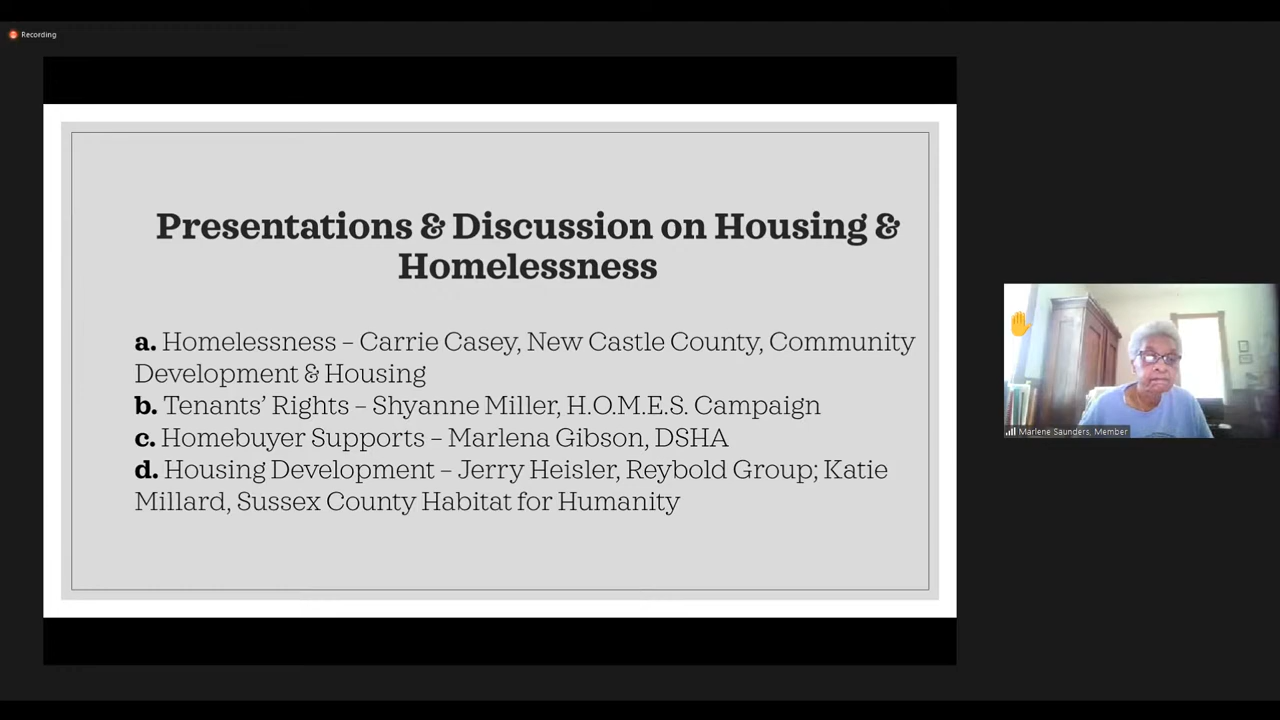 Recording
Presentations & Discussion on Housing &
Homelessness
a. Homelessness – Carrie Casey, New Castle County, Community
Development & Housing
b. Tenants’ Rights – Shyanne Miller, H.O.M.E.S. Campaign
c. Homebuyer Supports – Marlena Gibson, DSHA
d. Housing Development – Jerry Heisler, Reybold Group; Katie
Millard, Sussex County Habitat for Humanity
Marlene Saunders, Member